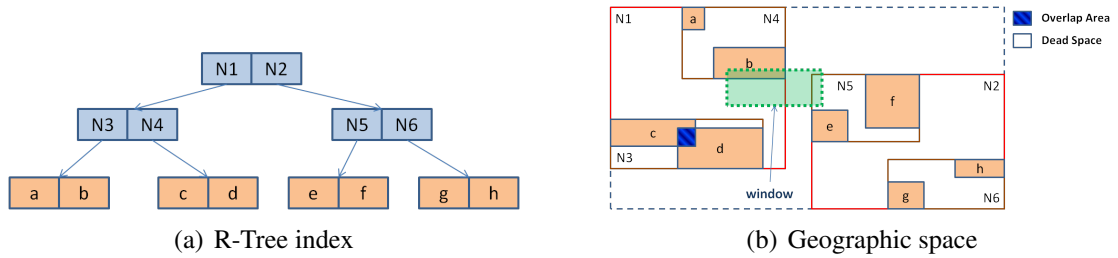 N1 N2
N3 N4
N5 N6
a b
c d
e f
g h
(a) R-Tree index
N1
a
N4
b
N5
f
N2
e
c
d
N3
h
g
N6
window
Overlap Area
Dead Space
(b) Geographic space